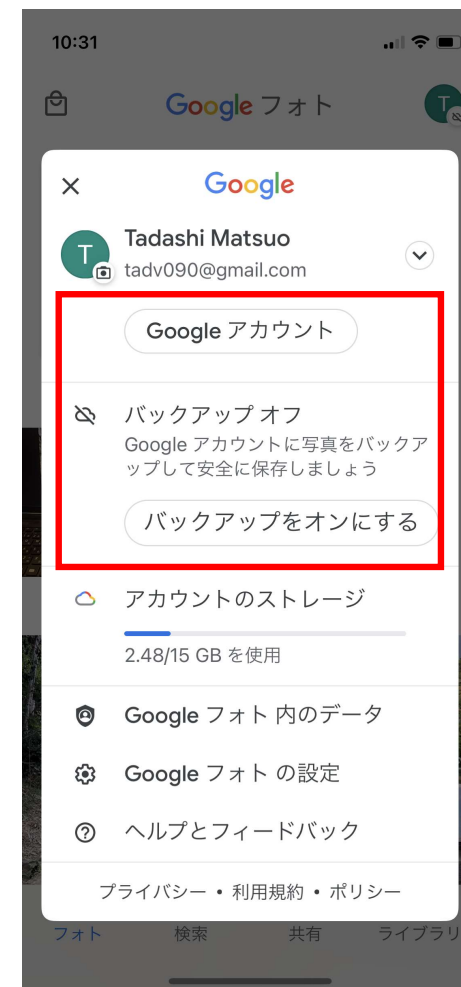 10:31
Google フォト
T
Google
T
Tadashi Matsuo
tadv090@gmail.com
Google アカウント
バックアップ オフ
Google アカウントに写真をバックア
ップして安全に保存しましょう
バックアップをオンにする
アカウントのストレージ
2.48/15 GB を使用
Google フォト 内のデータ
Google フォト の設定
ヘルプとフィードバック
プライバシー • 利用規約 • ポリシー
フォト 検索 共有 ライブラリ